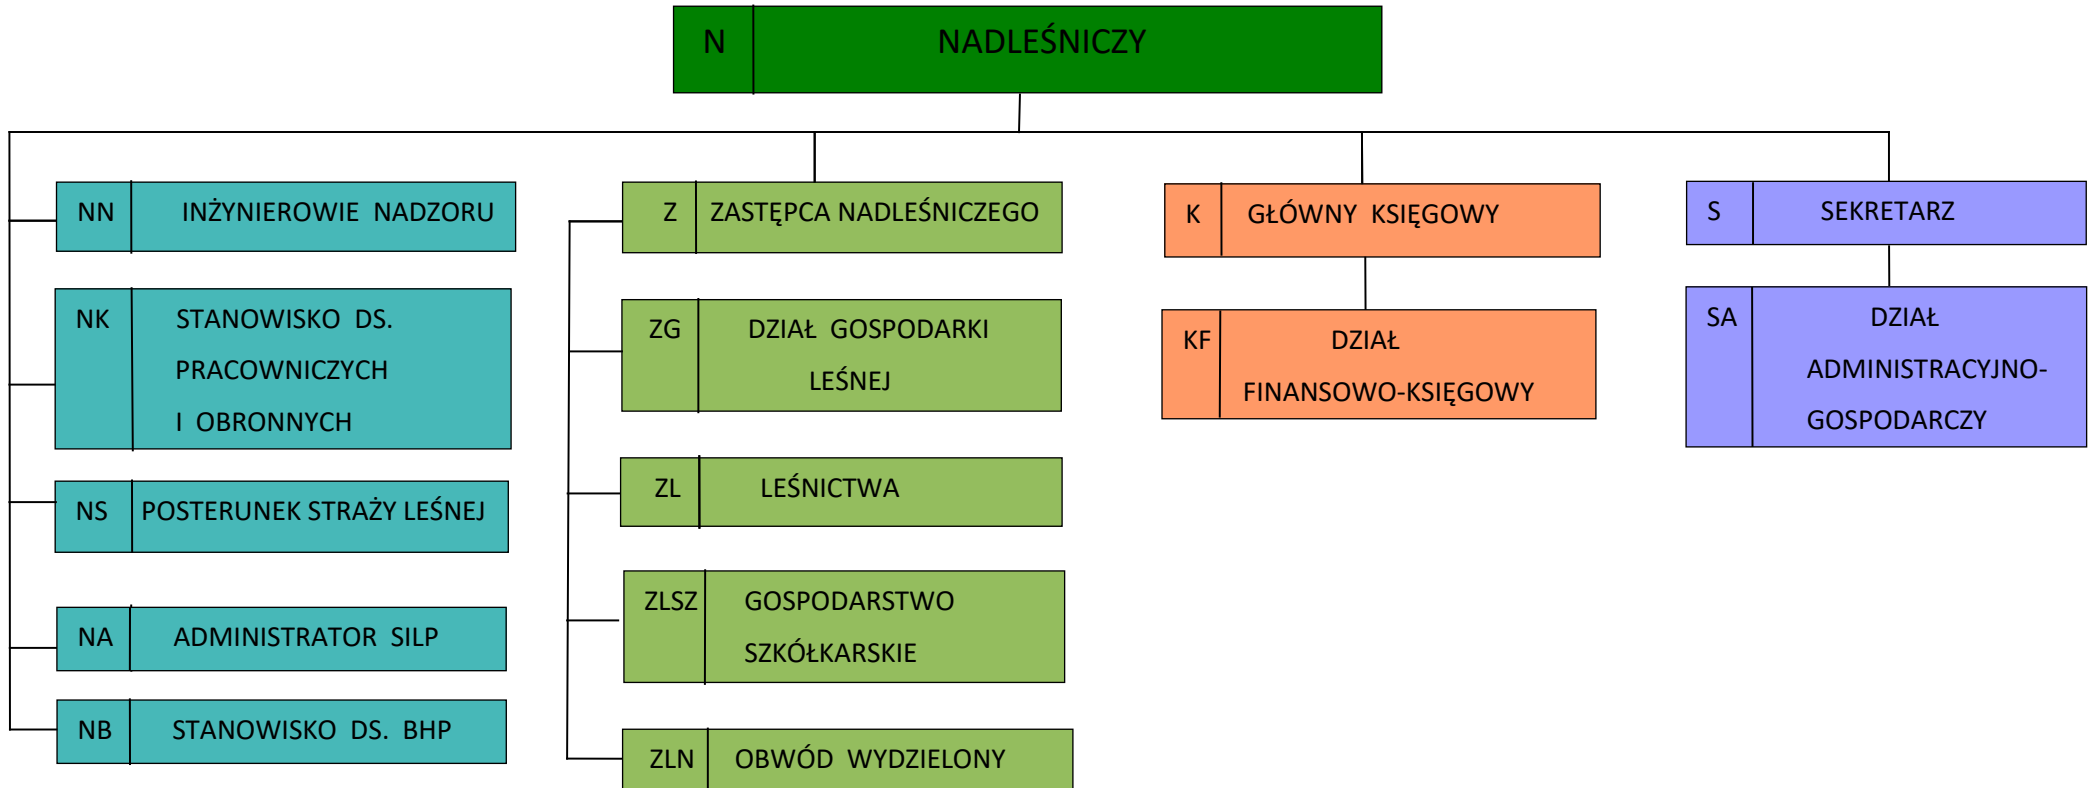 N NADLEŚNICZY
NN INŻYNIEROWIE NADZORU
NK STANOWISKO DS.
PRACOWNICZYCH
I OBRONNYCH
NS POSTERUNEK STRAŻY LEŚNEJ
NA ADMINISTRATOR SILP
NB STANOWISKO DS. BHP
Z ZASTĘPCA NADLEŚNICZEGO
ZG DZIAŁ GOSPODARKI
LEŚNEJ
ZL LEŚNICTWA
ZLSZ GOSPODARSTWO
SZKÓŁKARSKIE
ZLN OBWÓD WYDZIELONY
K GŁÓWNY KSIĘGOWY
KF DZIAŁ
FINANSOWO-KSIĘGOWY
S SEKRETARZ
SA DZIAŁ
ADMINISTRACYJNO-
GOSPODARCZY